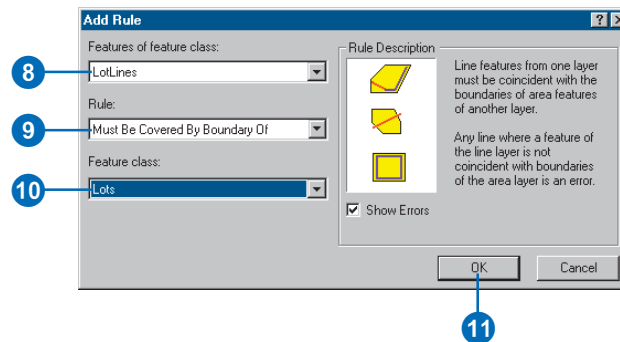 Add Rule
Features of feature class:
8
LotLines
Rule:
9
Must Be Covered By Boundary Of
Feature class:
10
Lots
Rule Description
Line features from one layer
must be coincident with the
boundaries of area features
of another layer.
Any line where a feature of
the line layer is not
coincident with boundaries
of the area layer is an error.
Show Errors
OK
Cancel
11